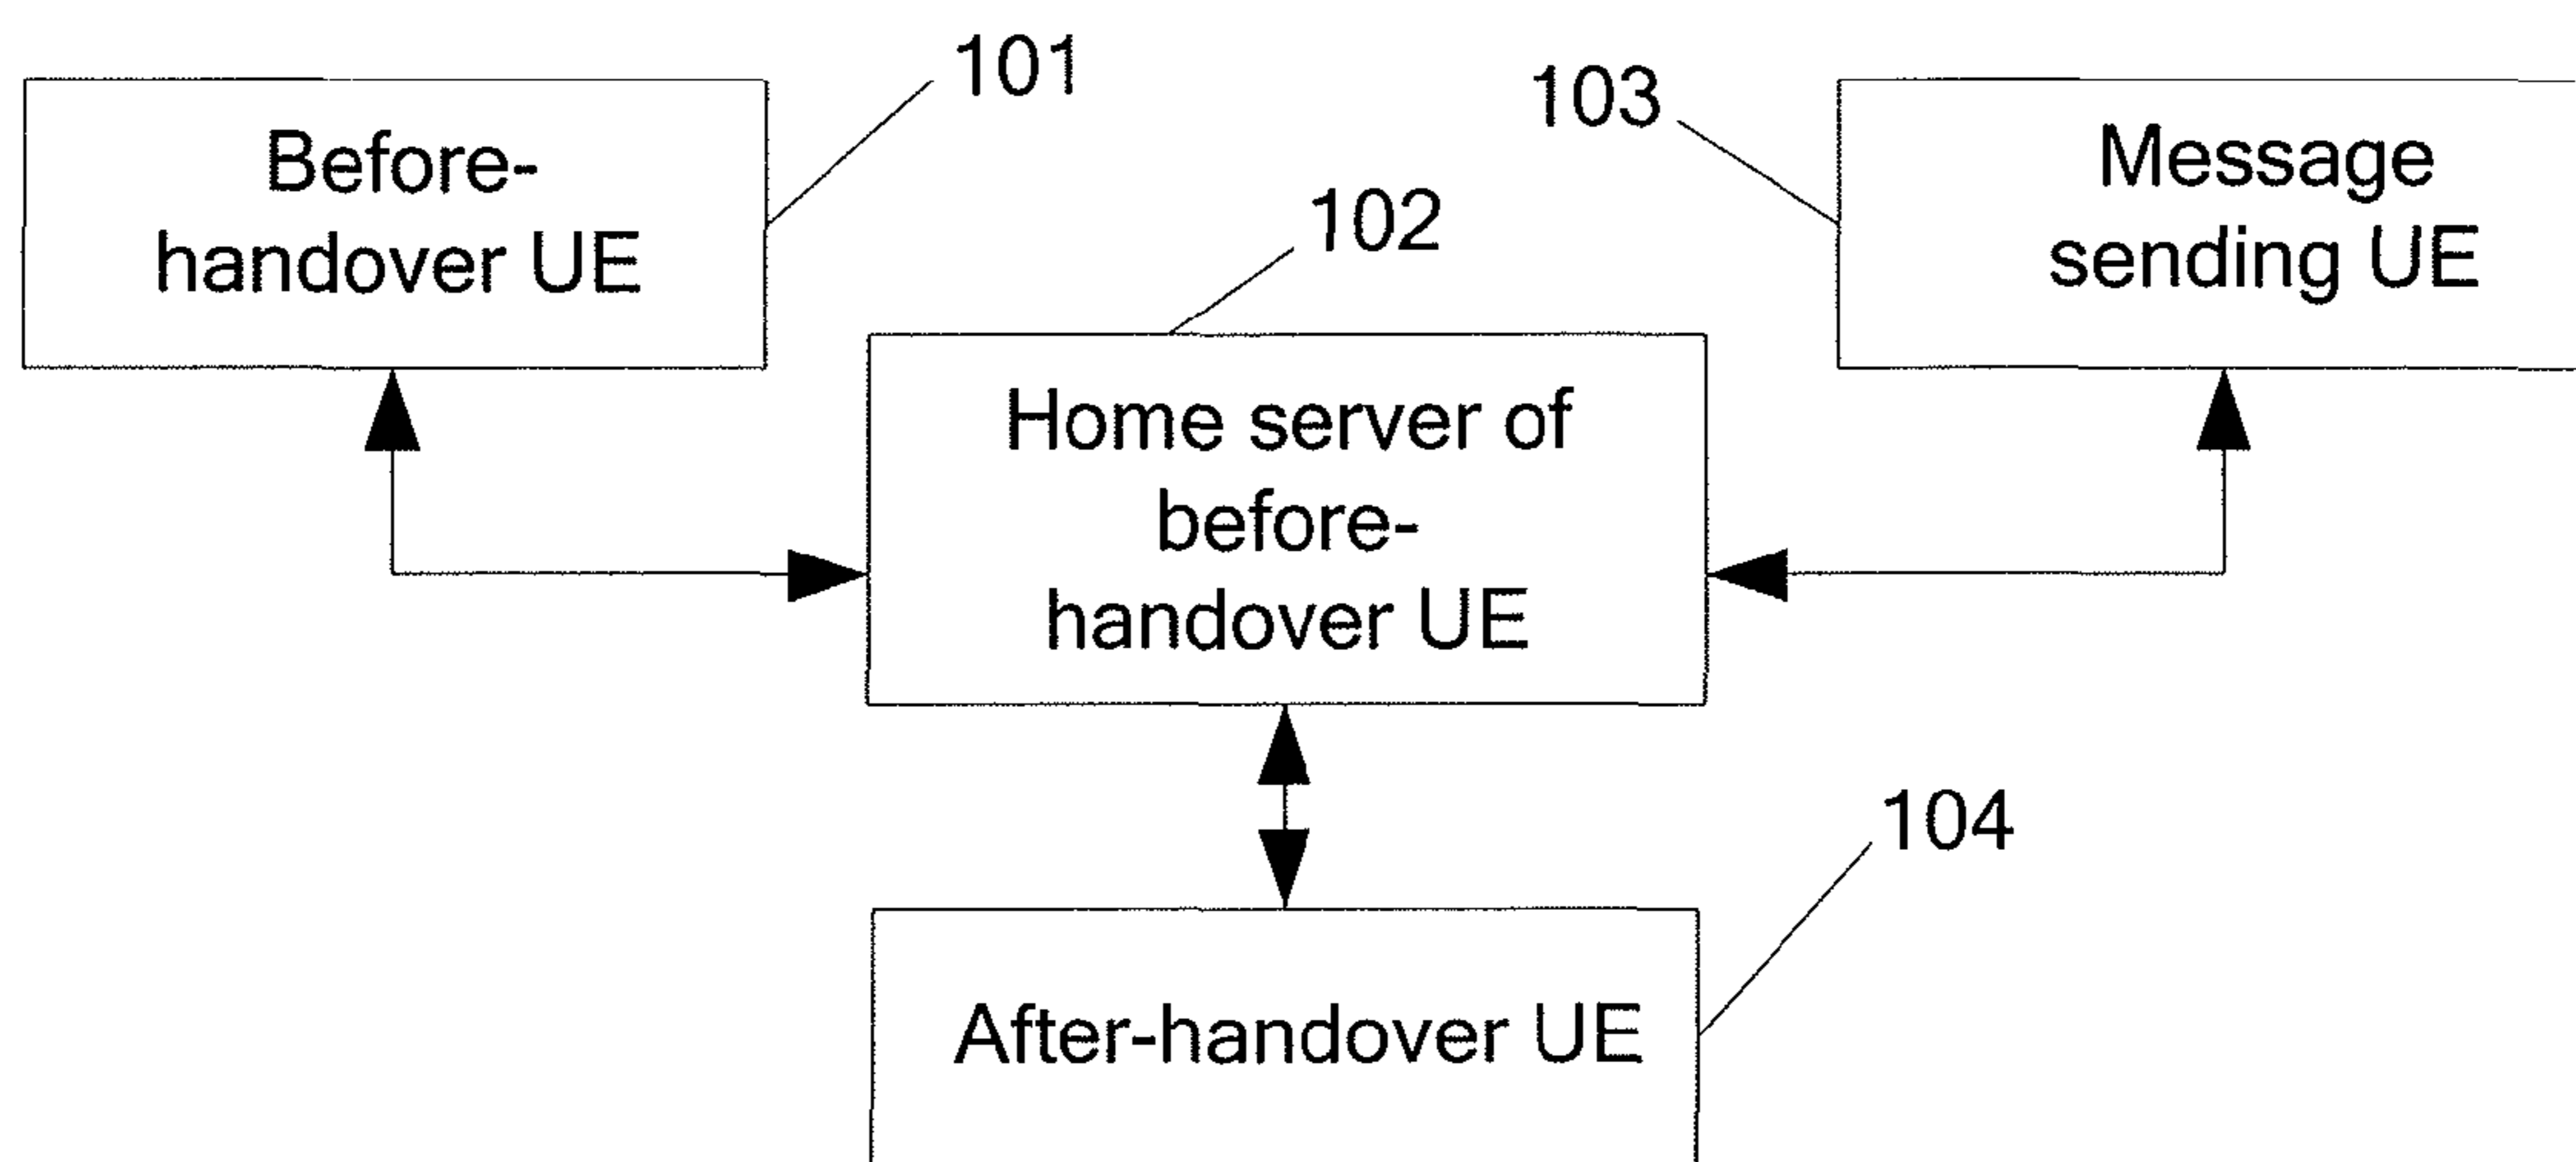 101
Before-
handover UE
103
Message
sending UE
102
Home server of
before-
handover UE
104
After-handover UE